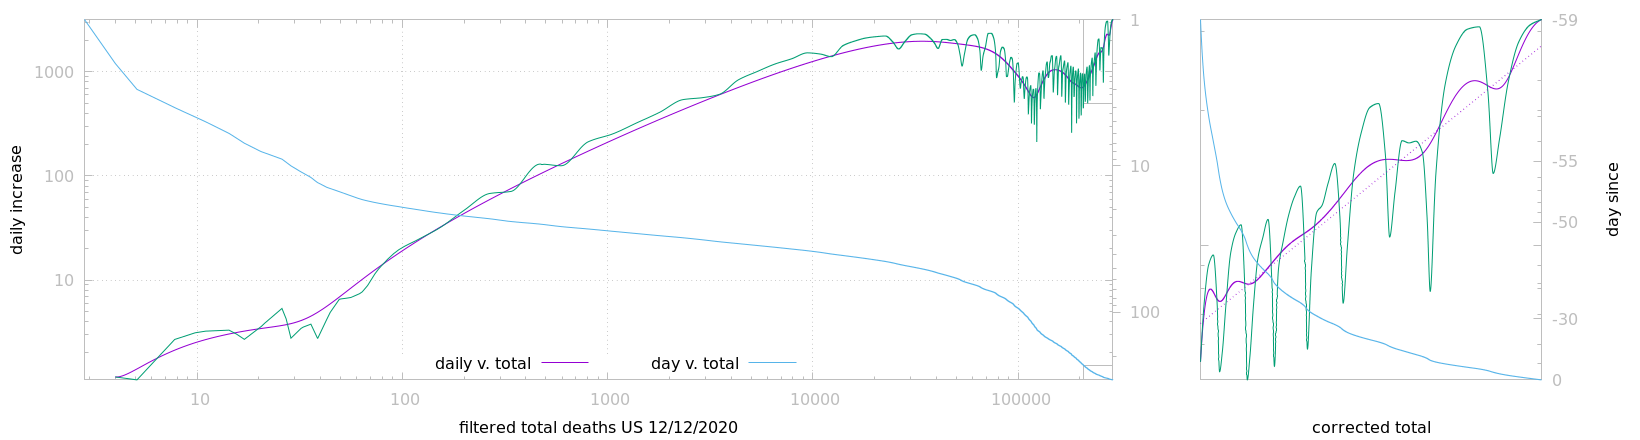 daily increase
1000
100
10
1
10
100
daily v. total
day v. total
10
100
1000
10000
100000
filtered total deaths US 12/12/2020
-59
-55
-50
-30
0
day since
corrected total